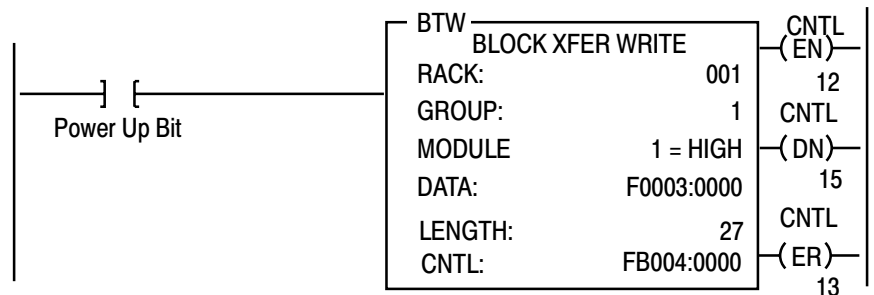 BTW
BLOCK XFER WRITE
CNTL
EN
12
RACK: 001
GROUP: 1
CNTL
MODULE 1 = HIGH
DN
15
DATA: F0003:0000
LENGTH: 27
CNTL
CNTL: FB004:0000
ER
13
Power Up Bit